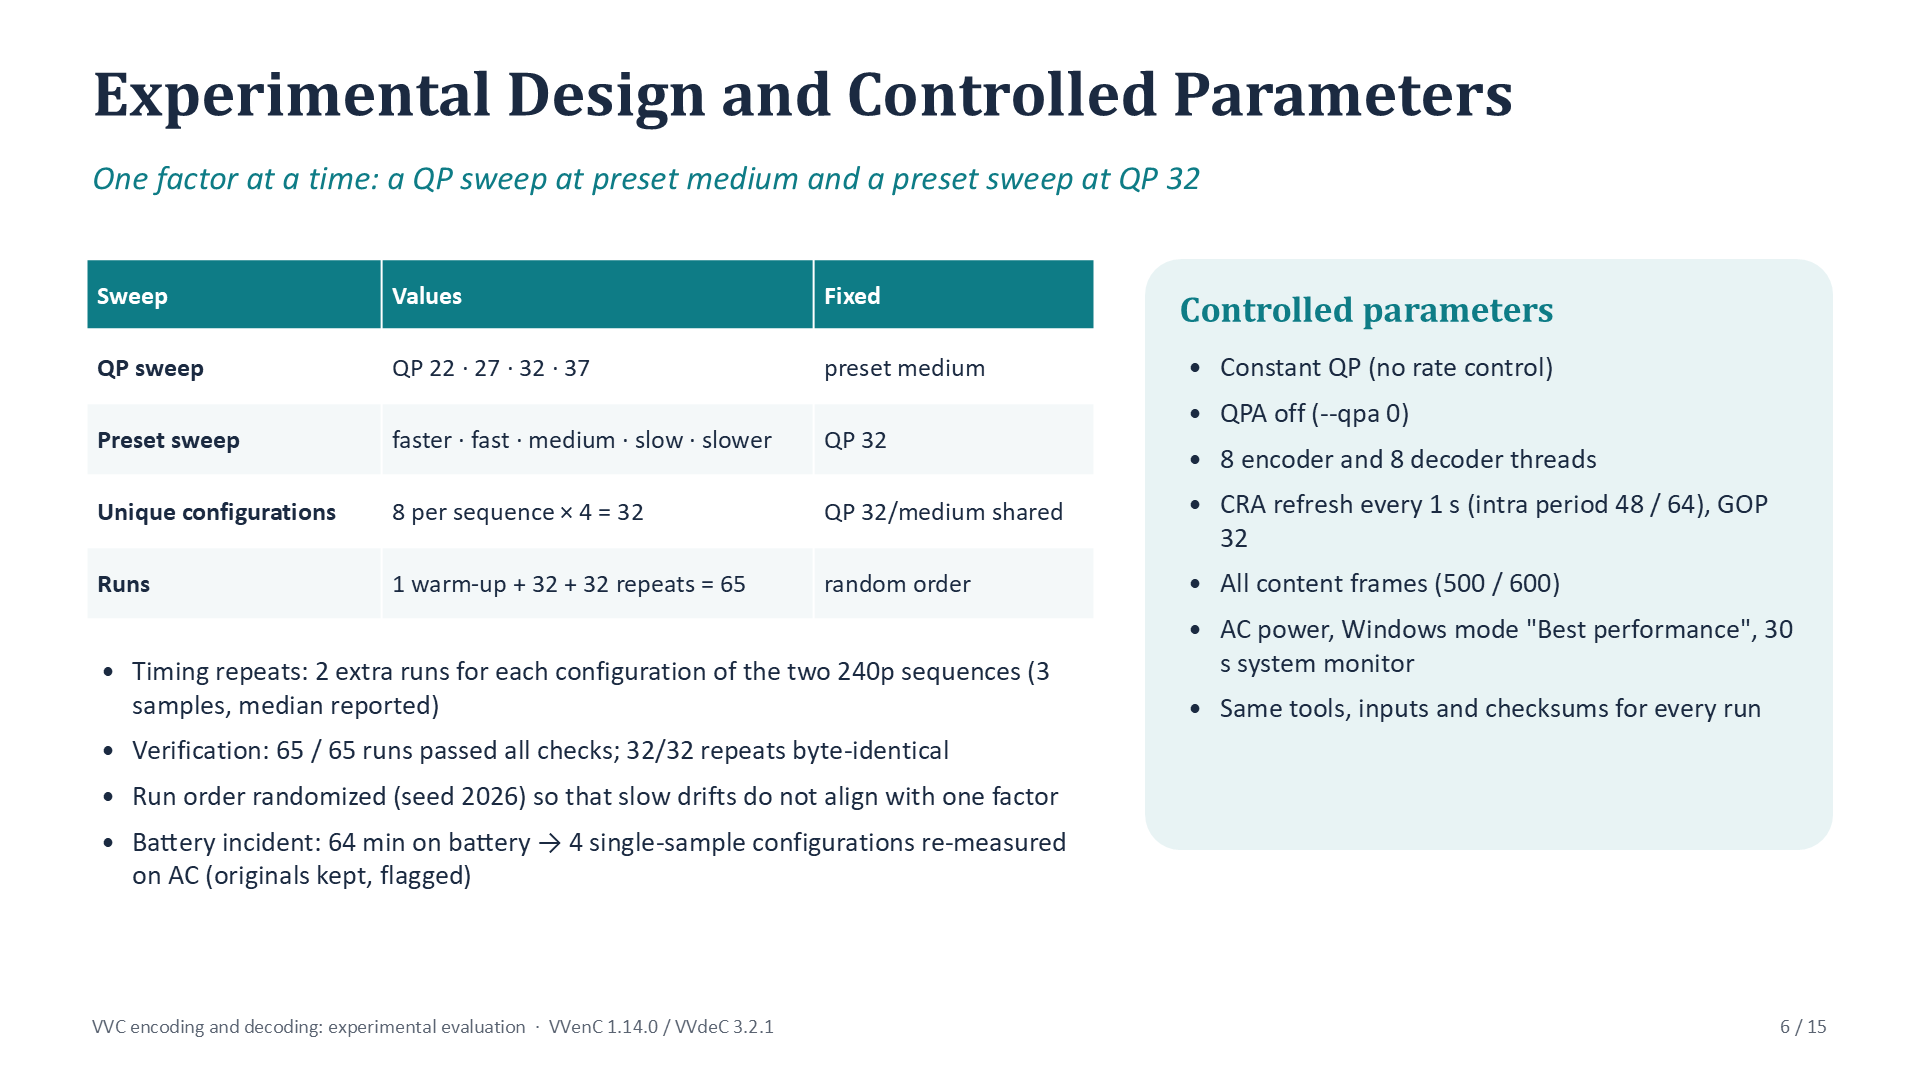 Experimental Design and Controlled Parameters
One factor at a time: a QP sweep at preset medium and a preset sweep at QP 32
Sweep Values Fixed
QP sweep QP 22 · 27 · 32 · 37 preset medium
Preset sweep faster · fast · medium · slow · slower QP 32
Unique configurations 8 per sequence × 4 = 32 QP 32/medium shared
Runs 1 warm-up + 32 + 32 repeats = 65 random order
• Timing repeats: 2 extra runs for each configuration of the two 240p sequences (3
samples, median reported)
• Verification: 65 / 65 runs passed all checks; 32/32 repeats byte-identical
• Run order randomized (seed 2026) so that slow drifts do not align with one factor
• Battery incident: 64 min on battery → 4 single-sample configurations re-measured
on AC (originals kept, flagged)
Controlled parameters
• Constant QP (no rate control)
• QPA off (--qpa 0)
• 8 encoder and 8 decoder threads
• CRA refresh every 1 s (intra period 48 / 64), GOP
32
• All content frames (500 / 600)
• AC power, Windows mode "Best performance", 30
s system monitor
• Same tools, inputs and checksums for every run
VVC encoding and decoding: experimental evaluation · VVenC 1.14.0 / VVdeC 3.2.1
6 / 15